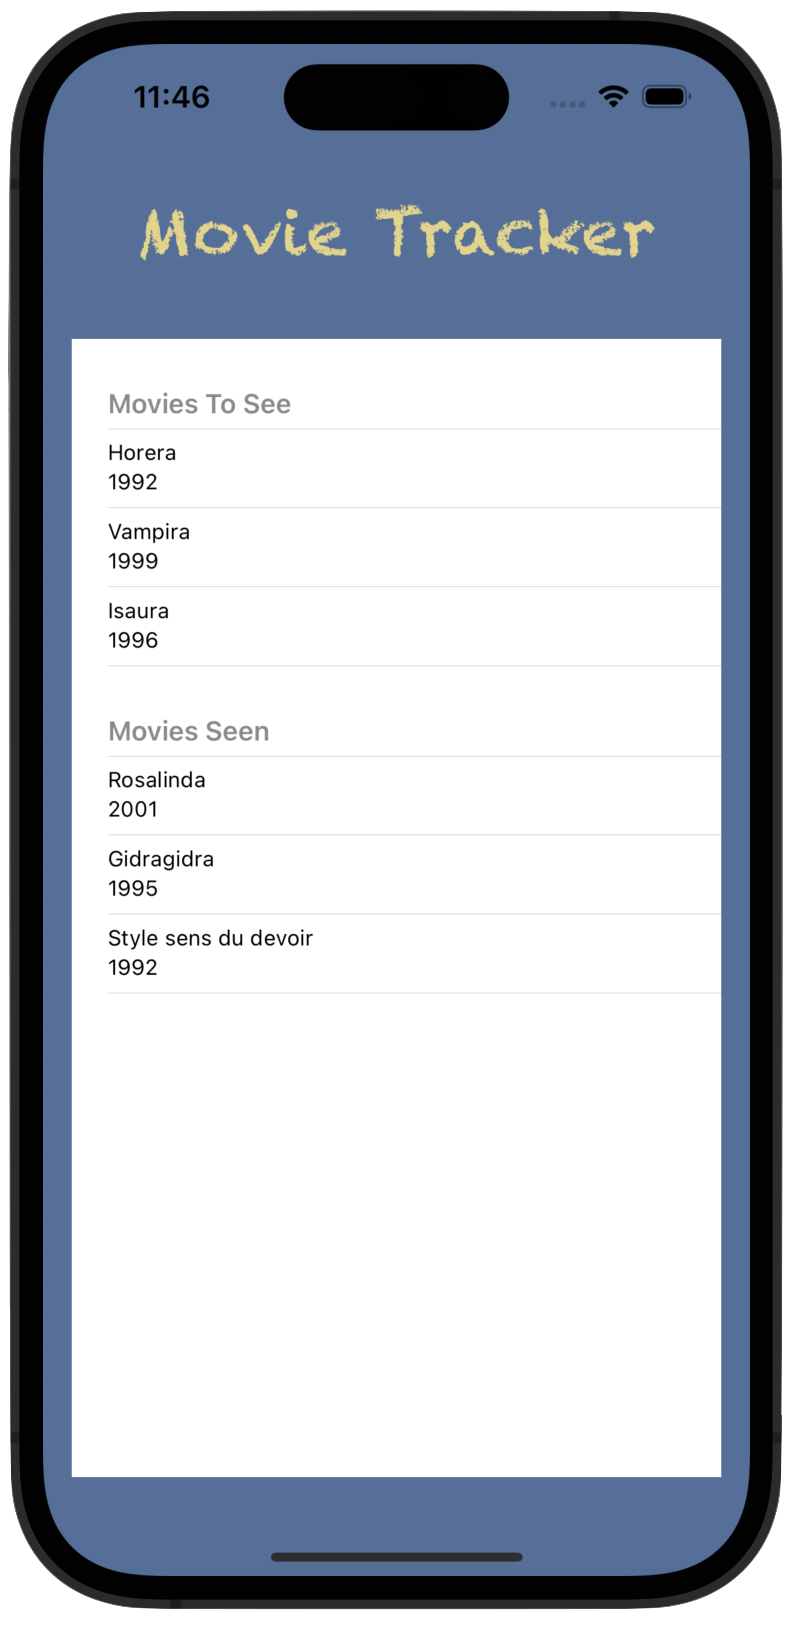 11:46
Movie Tracker
Movies To See
Horera
1992
Vampira
1999
Isaura
1996
Movies Seen
Rosalinda
2001
Gidragidra
1995
Style sens du devoir
1992